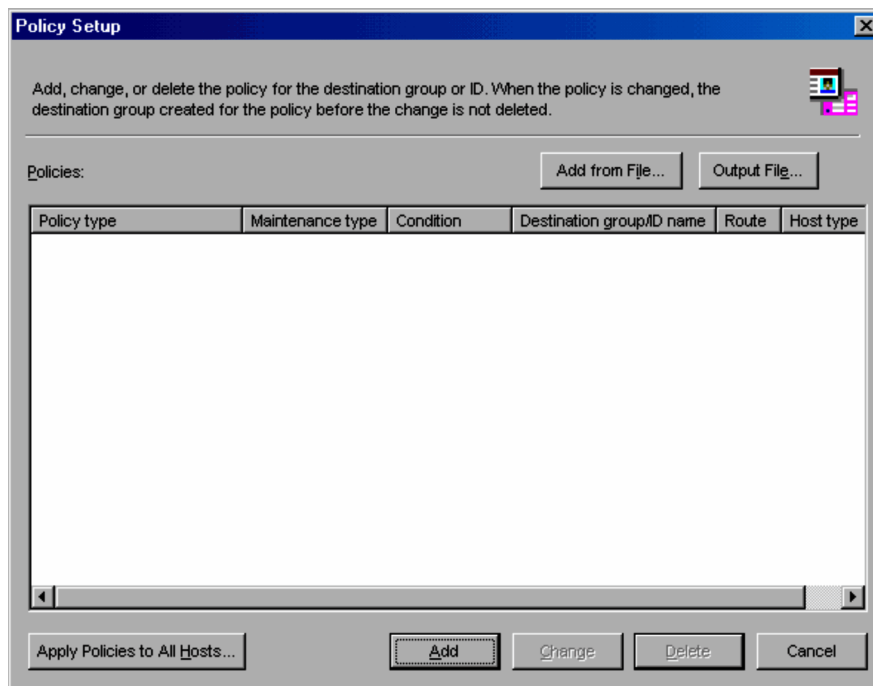 Policy Setup
Add, change, or delete the policy for the destination group or ID. When the policy is changed, the
destination group created for the policy before the change is not deleted.
Policies:
Add from File...
Output File...
Policy type
Maintenance type
Condition
Destination group/ID name
Route
Host type
Apply Policies to All Hosts...
Add
Change
Delete
Cancel